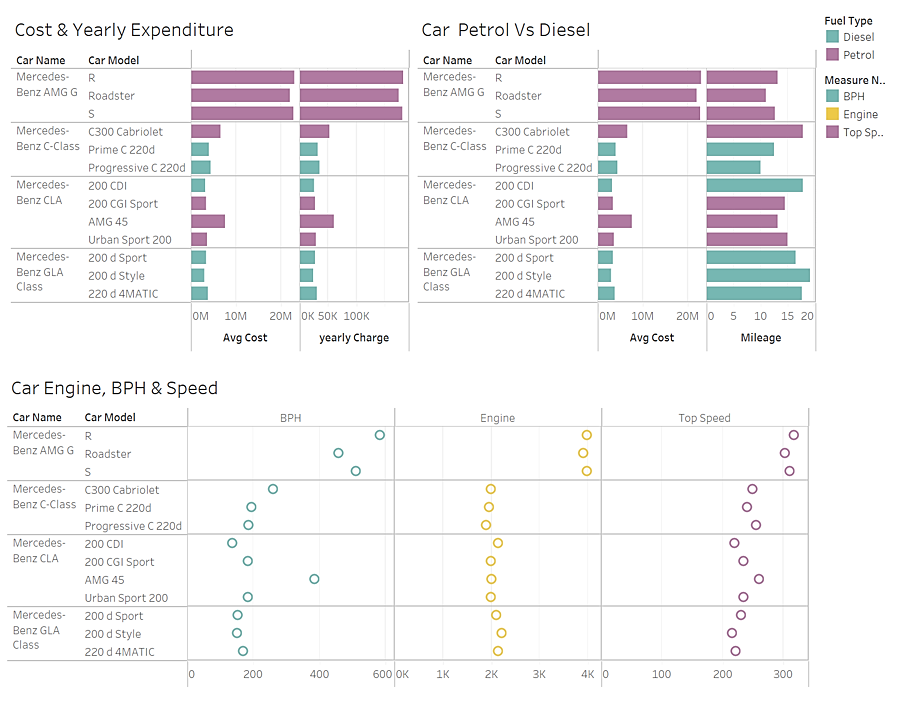 Cost & Yearly Expenditure
Car Name Car Model
Mercedes-
Benz AMG G
R
Roadster
S
Mercedes-
Benz C-Class
C300 Cabriolet
Prime C 220d
Progressive C 220d
Mercedes-
Benz CLA
200 CDI
200 CGI Sport
AMG 45
Urban Sport 200
Mercedes-
Benz GLA
Class
200 d Sport
200 d Style
220 d 4MATIC
0M 10M 20M 0K 50K 100K
Avg Cost yearly Charge
Car Petrol Vs Diesel
Car Name Car Model
Mercedes-
Benz AMG G
R
Roadster
S
Mercedes-
Benz C-Class
C300 Cabriolet
Prime C 220d
Progressive C 220d
Mercedes-
Benz CLA
200 CDI
200 CGI Sport
AMG 45
Urban Sport 200
Mercedes-
Benz GLA
Class
200 d Sport
200 d Style
220 d 4MATIC
0M 10M 20M 0 5 10 15 20
Avg Cost Mileage
Fuel Type
Diesel
Petrol
Measure N..
BPH
Engine
Top Sp..
Car Engine, BPH & Speed
Car Name Car Model BPH Engine Top Speed
Mercedes-
Benz AMG G
R
Roadster
S
Mercedes-
Benz C-Class
C300 Cabriolet
Prime C 220d
Progressive C 220d
Mercedes-
Benz CLA
200 CDI
200 CGI Sport
AMG 45
Urban Sport 200
Mercedes-
Benz GLA
Class
200 d Sport
200 d Style
220 d 4MATIC
0 200 400 600 0K 1K 2K 3K 4K 0 100 200 300